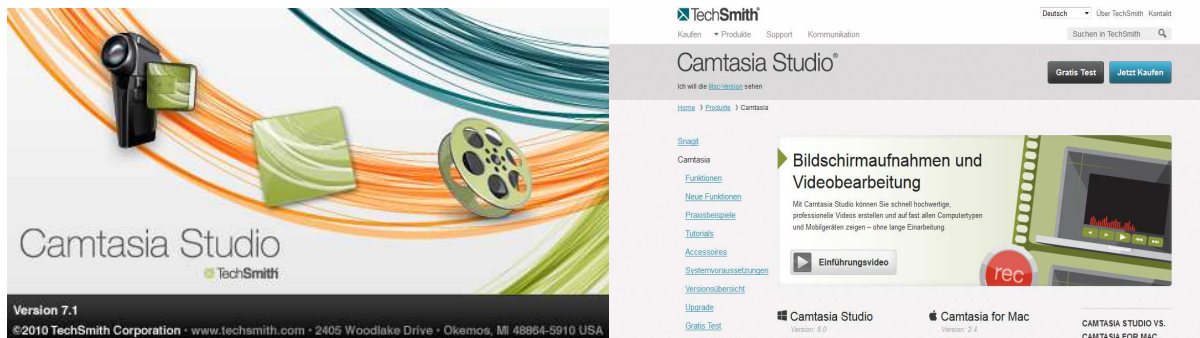 Camtasia Studio
TechSmith
Version 7.1
©2010 TechSmith Corporation • www.techsmith.com • 2405 Woodlake Drive • Okemos, MI 48864-5910 USA
TechSmith®
Deutsch Über TechSmith Kontakt
Kaufen Produkte Support Kommunikation
Suchen in TechSmith
Camtasia Studio®
Ich will die Mac-Version sehen
Gratis Test Jetzt Kaufen
Home > Produkte > Camtasia
Snagit
Camtasia
Funktionen
Neue Funktionen
Praxisbeispiele
Tutorials
Accessoires
Systemvoraussetzungen
Versionsübersicht
Upgrade
Gratis Test
Bildschirmaufnahmen und
Videobearbeitung
Mit Camtasia Studio können Sie schnell hochwertige,
professionelle Videos erstellen und auf fast allen Computertypen
und Mobilgeräten zeigen – ohne lange Einarbeitung.
Einführungsvideo
rec
Camtasia Studio
Version: 8.0
Camtasia for Mac
Version: 2.4
CAMTASIA STUDIO VS.
CAMTASIA FOR MAC